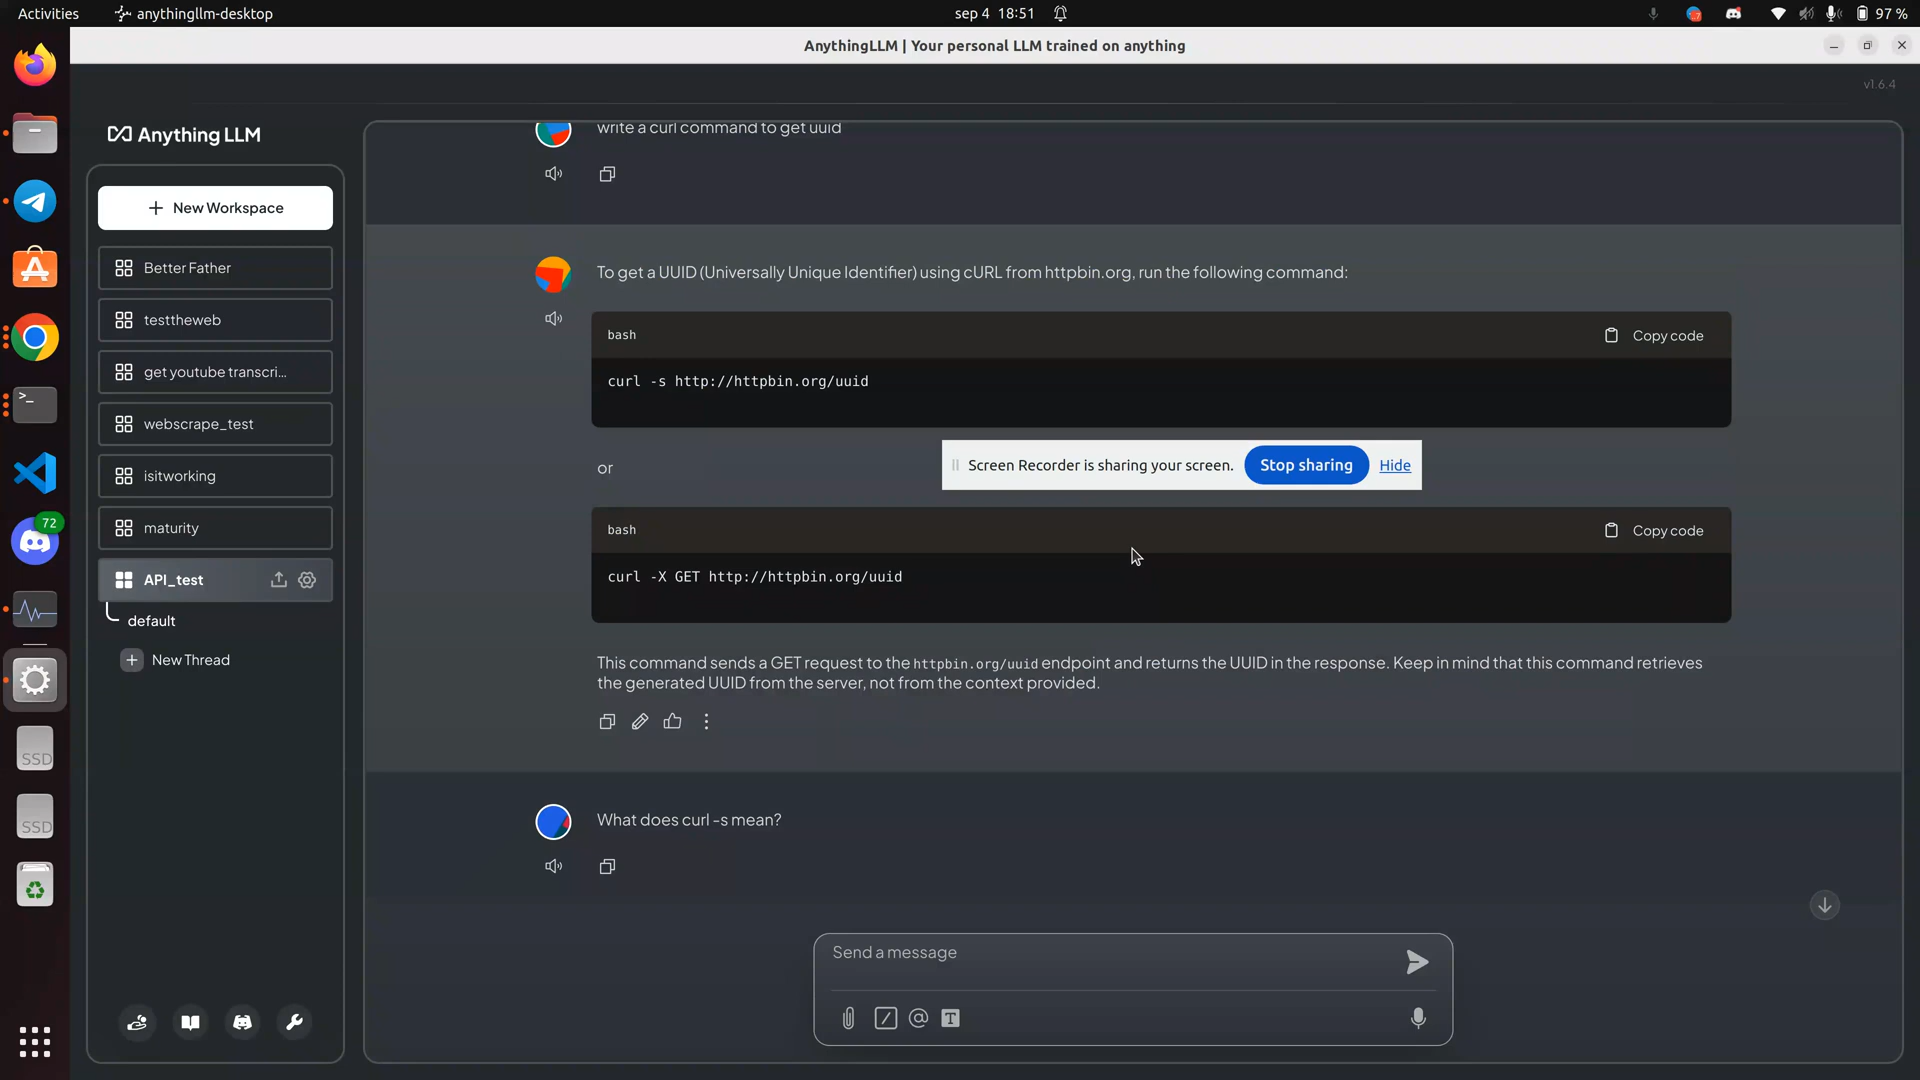 Activities
anythingllm-desktop
sep 4 18:51
97 %
AnythingLLM | Your personal LLM trained on anything
v1.6.4
Anything LLM
New Workspace
Better Father
testtheweb
get youtube transcri...
webscrape_test
isitworking
maturity
API_test
default
New Thread
72
SSD
SSD
write a curl command to get uuid
To get a UUID (Universally Unique Identifier) using cURL from httpbin.org, run the following command:
bash
Copy code
curl -s http://httpbin.org/uuid
or
Screen Recorder is sharing your screen.
Stop sharing
Hide
bash
Copy code
curl -X GET http://httpbin.org/uuid
This command sends a GET request to the httpbin.org/uuid endpoint and returns the UUID in the response. Keep in mind that this command retrieves
the generated UUID from the server, not from the context provided.
What does curl -s mean?
Send a message